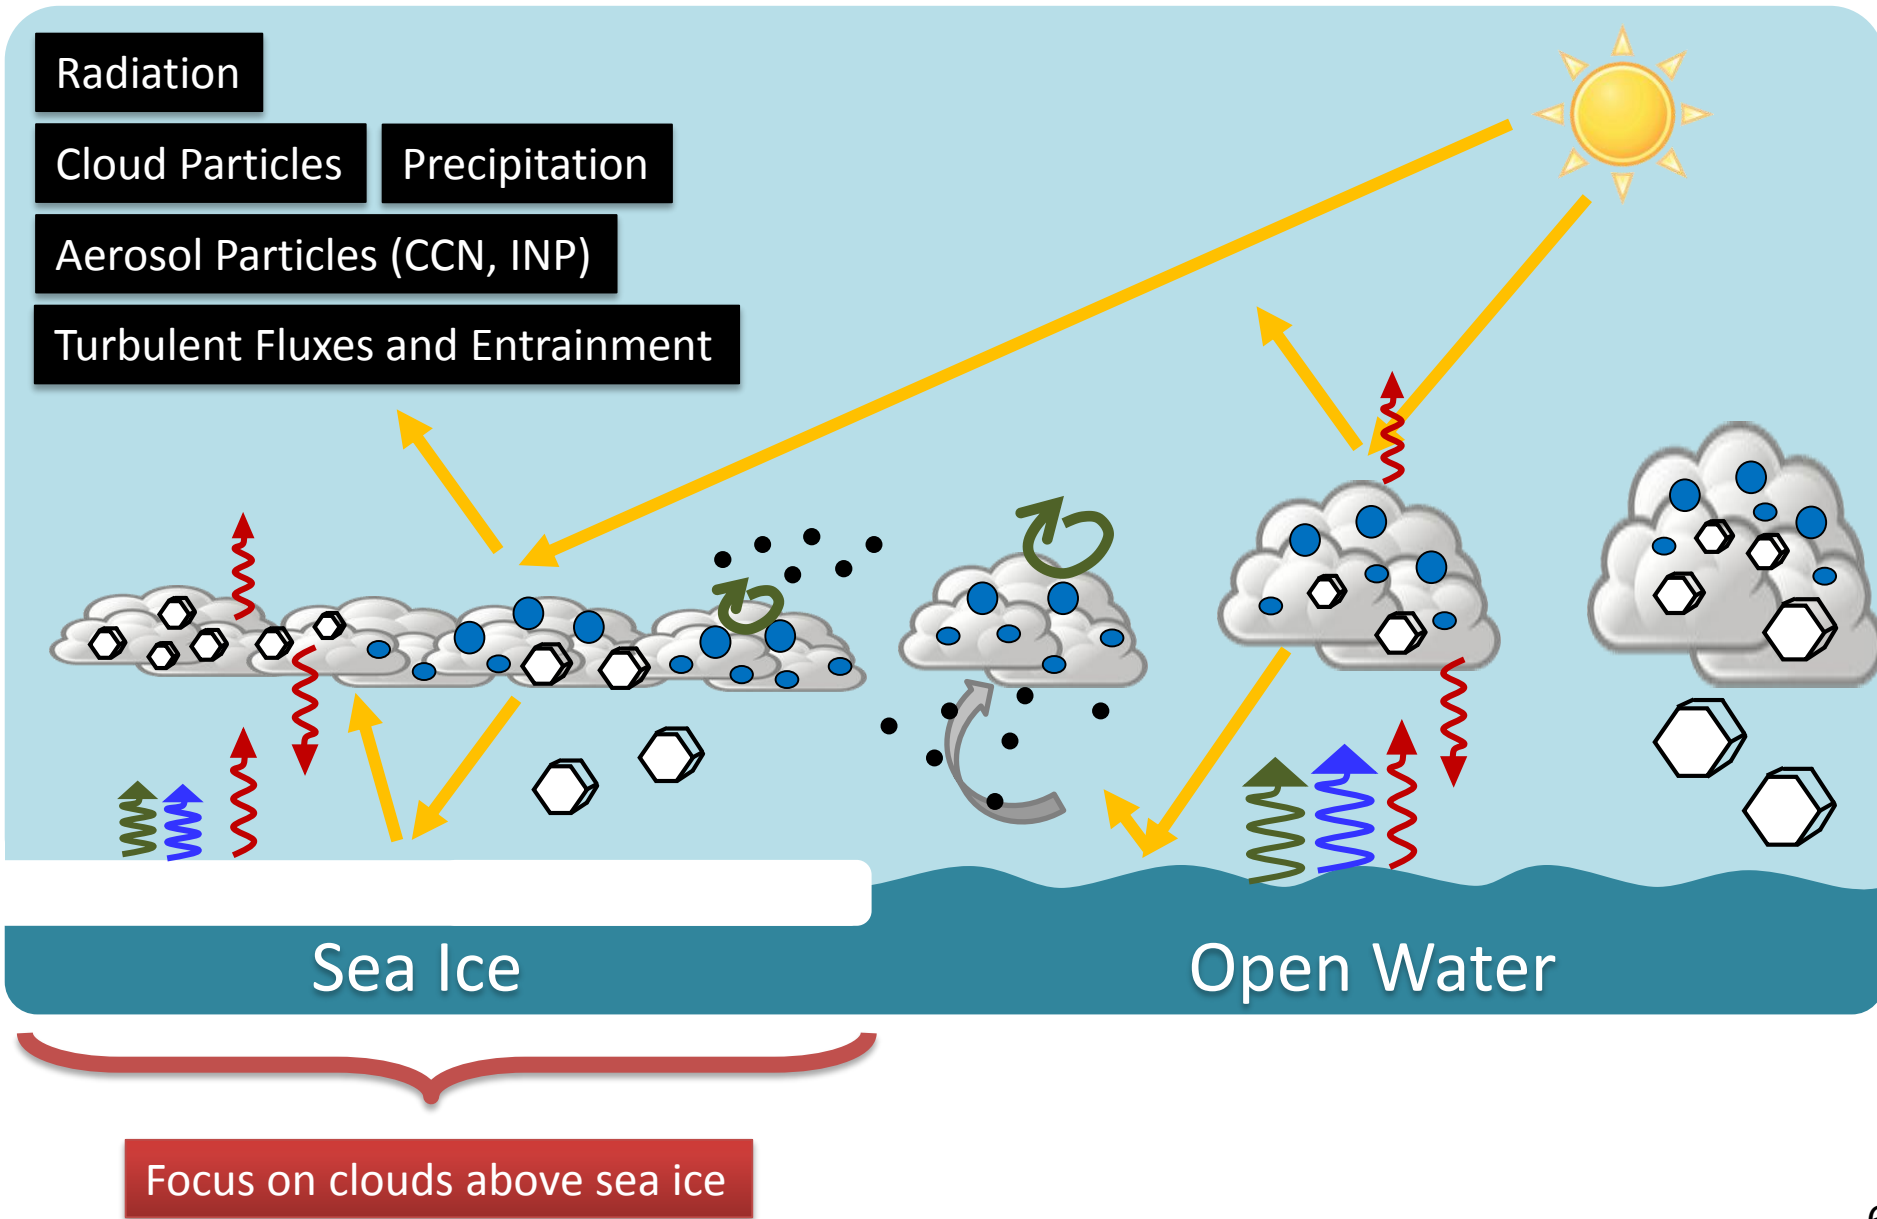 Radiation
Cloud Particles Precipitation
Aerosol Particles (CCN, INP)
Turbulent Fluxes and Entrainment
Sea Ice Open Water
Focus on clouds above sea ice